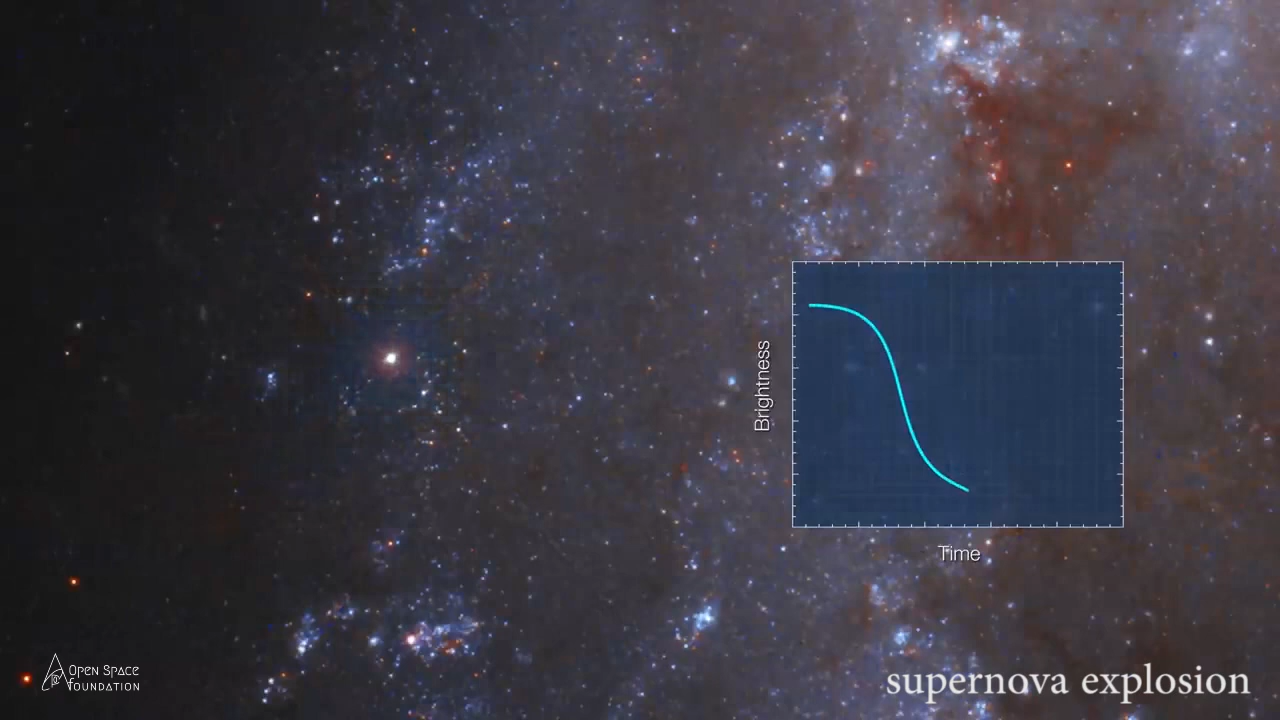 Brightness
Time
OPEN SPACE
FOUNDATION
supernova explosion